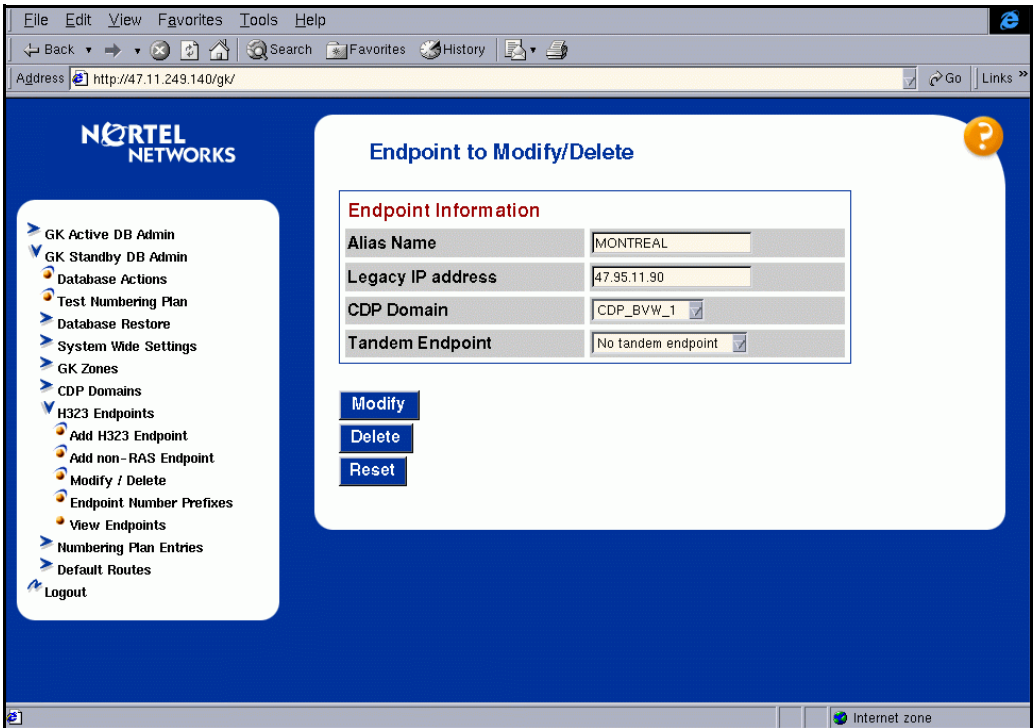 File Edit View Favorites Tools Help
Back Search Favorites History
Address http://47.11.249.140/gk/ Go Links »
NORTEL
NETWORKS
GK Active DB Admin
GK Standby DB Admin
Database Actions
Test Numbering Plan
Database Restore
System Wide Settings
GK Zones
CDP Domains
H323 Endpoints
Add H323 Endpoint
Add non-RAS Endpoint
Modify / Delete
Endpoint Number Prefixes
View Endpoints
Numbering Plan Entries
Default Routes
Logout
Endpoint to Modify/Delete
?
Endpoint Information
Alias Name MONTREAL
Legacy IP address 47.95.11.90
CDP Domain CDP_BVW_1
Tandem Endpoint No tandem endpoint
Modify
Delete
Reset
Internet zone